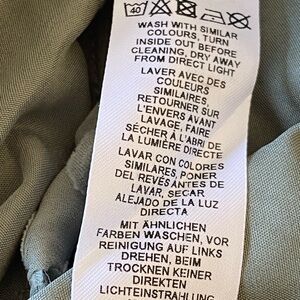 40
WASH WITH SIMILAR
COLOURS, TURN
INSIDE OUT BEFORE
CLEANING, DRY AWAY
FROM DIRECT LIGHT
LAVER AVEC DES
COULEURS
SIMILAIRES,
RETOURNER SUR
L'ENVERS AVANT
LAVAGE, FAIRE
SÉCHER À L'ABRI DE
LA LUMIÈRE DIRECTE
LAVAR CON COLORES
SIMILARES, PONER
DEL REVÉS ANTES DE
LAVAR, SECAR
ALEJADO DE LA LUZ
DIRECTA
MIT ÄHNLICHEN
FARBEN WASCHEN, VOR
REINIGUNG AUF LINKS
DREHEN, BEIM
TROCKNEN KEINER
DIREKTEN
LICHTEINSTRAHLUNG